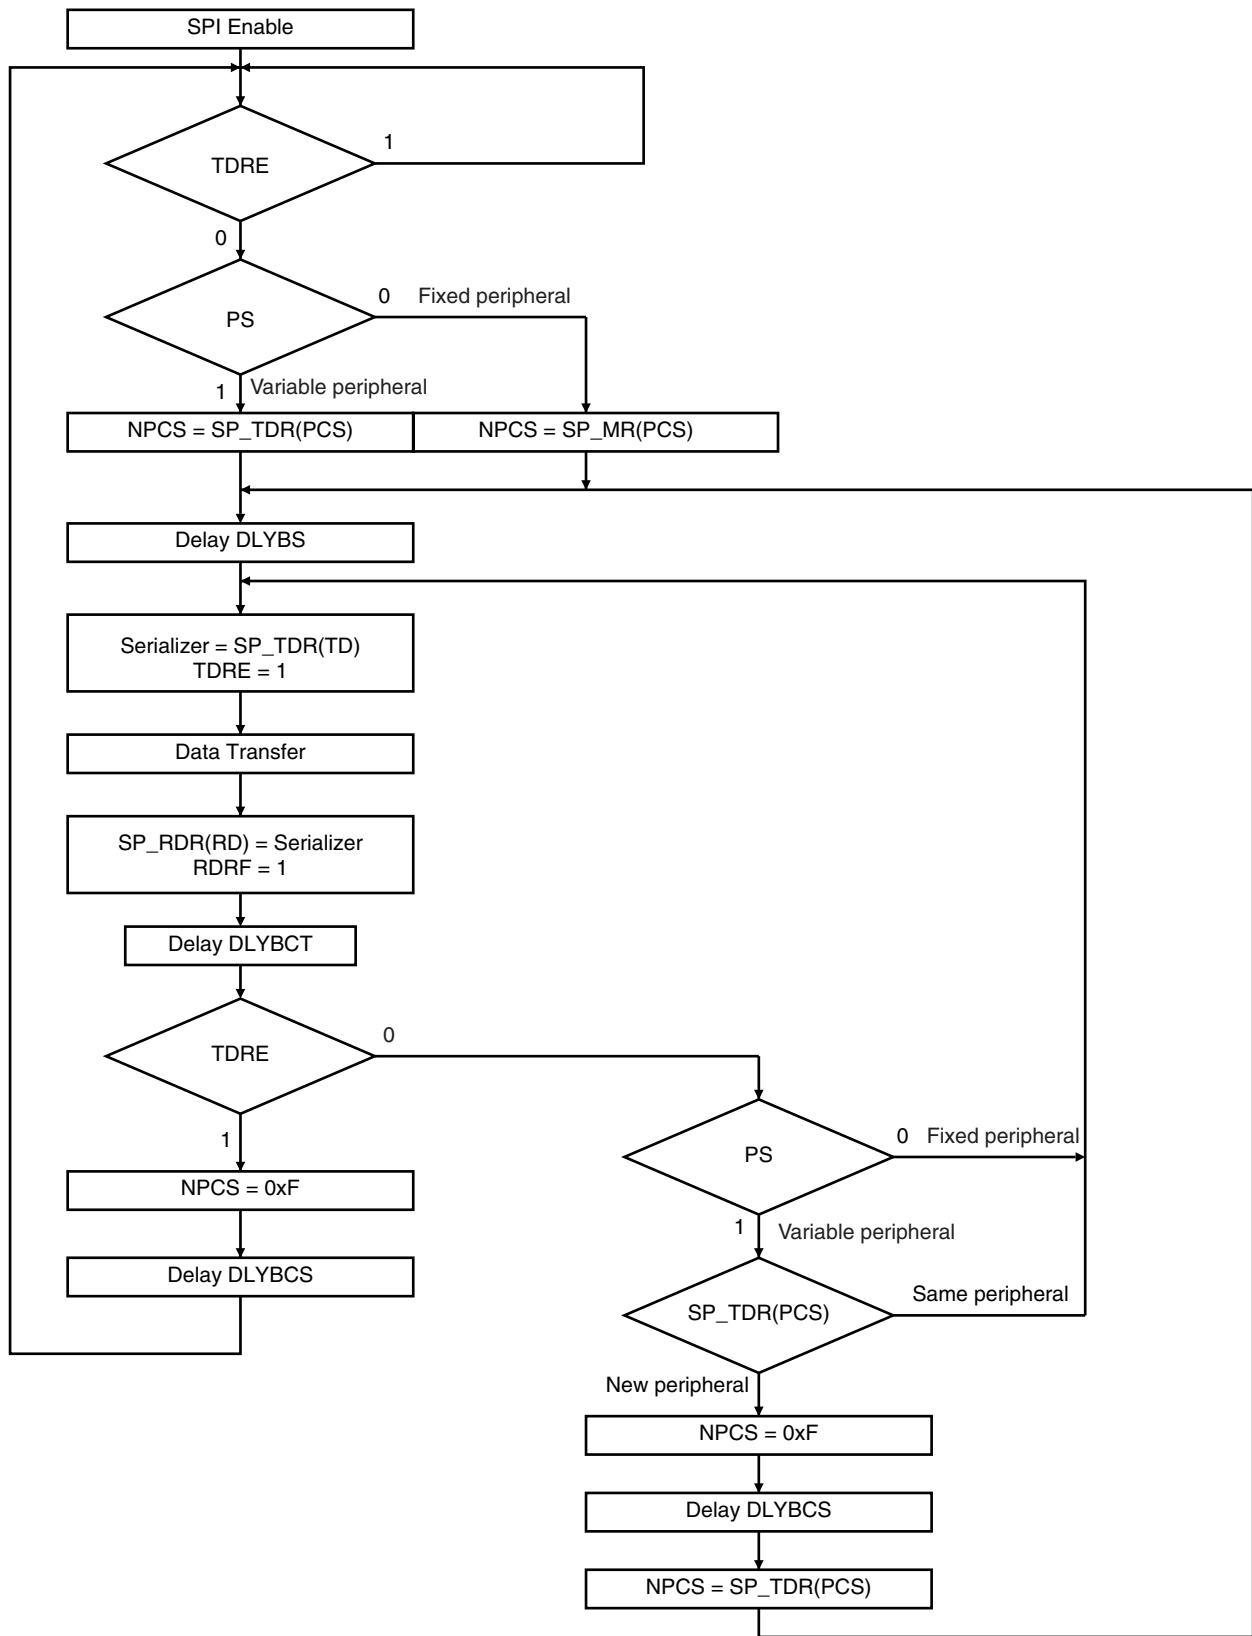 SPI Enable
1
TDRE
0
0 Fixed peripheral
PS
1 Variable peripheral
NPCS = SP_TDR(PCS)
NPCS = SP_MR(PCS)
Delay DLYBS
Serializer = SP_TDR(TD)
TDRE = 1
Data Transfer
SP_RDR(RD) = Serializer
RDRF = 1
Delay DLYBCT
0
TDRE
1
NPCS = 0xF
Delay DLYBCS
0 Fixed peripheral
PS
1 Variable peripheral
Same peripheral
SP_TDR(PCS)
New peripheral
NPCS = 0xF
Delay DLYBCS
NPCS = SP_TDR(PCS)